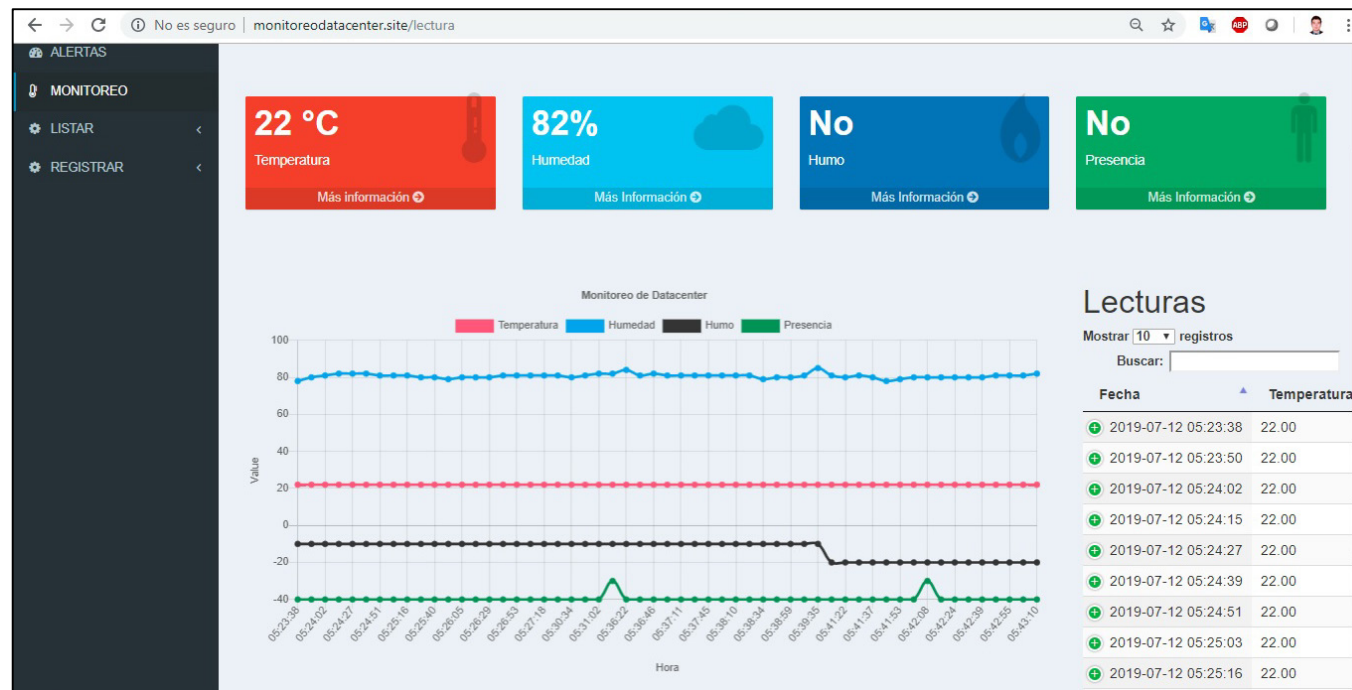 No es seguro | monitoreodatacenter.site/lectura
ABP
ALERTAS
MONITOREO
LISTAR
REGISTRAR
22 °C
Temperatura
Más información
82%
Humedad
Más Información
No
Humo
Más Información
No
Presencia
Más Información
Monitoreo de Datacenter
Temperatura Humedad Humo Presencia
100
80
60
40
20
0
-20
-40
Value
05:23:38 05:24:02 05:24:27 05:24:51 05:25:16 05:25:40 05:26:05 05:26:29 05:26:53 05:27:18 05:30:34 05:31:02 05:36:22 05:36:46 05:37:11 05:37:45 05:38:10 05:38:34 05:38:59 05:39:35 05:41:22 05:41:37 05:41:53 05:42:08 05:42:24 05:42:39 05:42:55 05:43:10
Hora
Lecturas
Mostrar 10 registros
Buscar:
Fecha Temperatura
2019-07-12 05:23:38 22.00
2019-07-12 05:23:50 22.00
2019-07-12 05:24:02 22.00
2019-07-12 05:24:15 22.00
2019-07-12 05:24:27 22.00
2019-07-12 05:24:39 22.00
2019-07-12 05:24:51 22.00
2019-07-12 05:25:03 22.00
2019-07-12 05:25:16 22.00